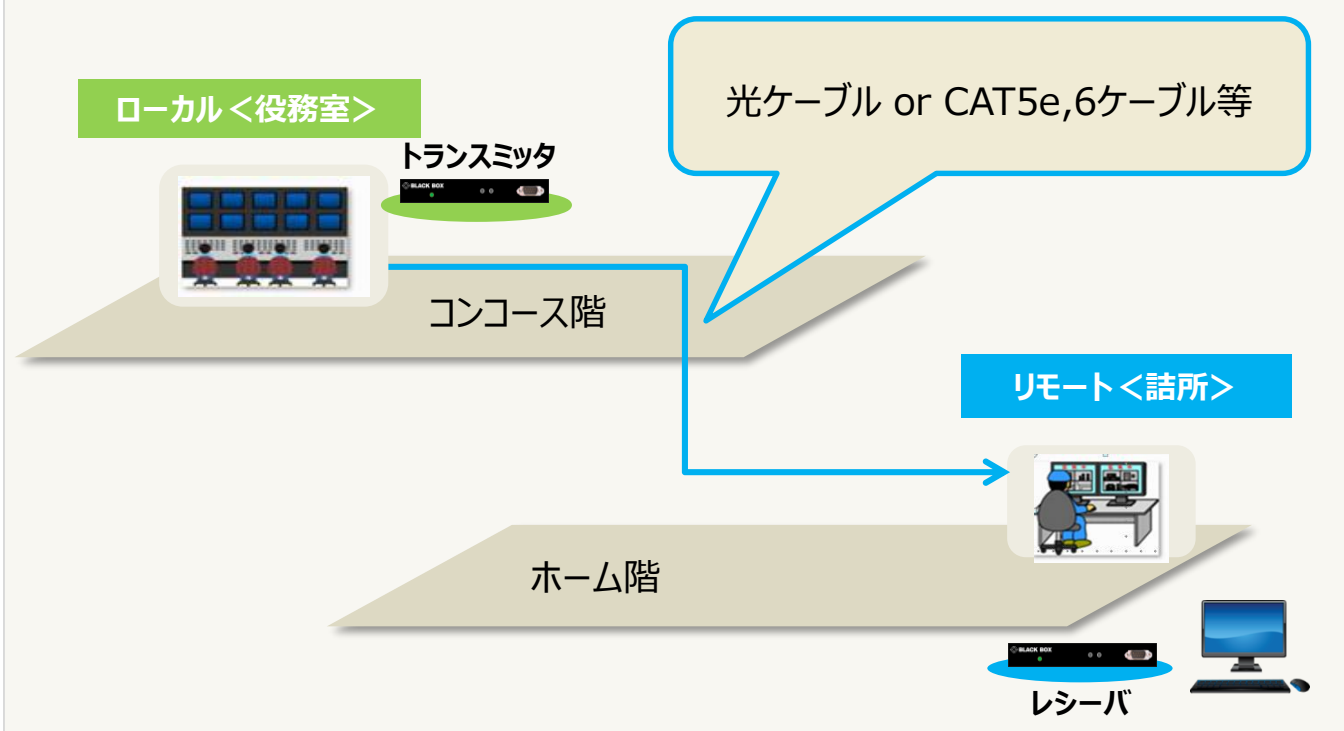 光ケーブル or CAT5e,6ケーブル等
ローカル＜役務室＞
トランスミッタ
BLACK BOX
コンコース階
リモート＜詰所＞
ホーム階
BLACK BOX
レシーバ